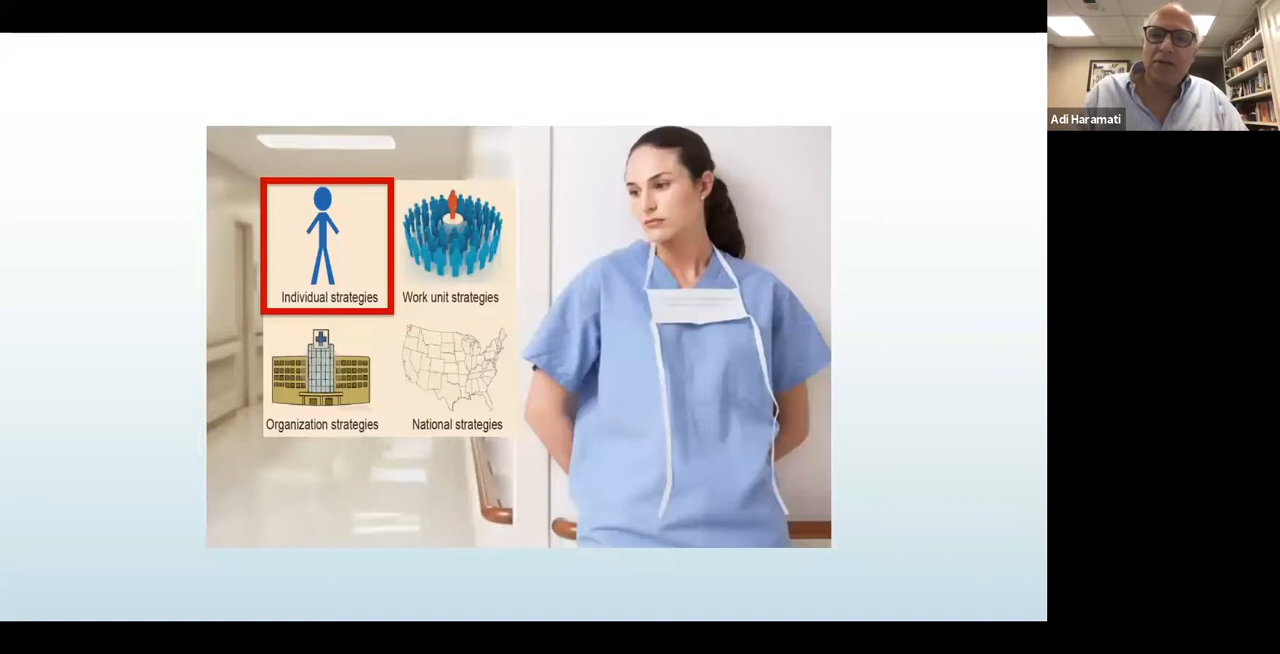 Individual strategies
Work unit strategies
Organization strategies
National strategies
Adi Haramati